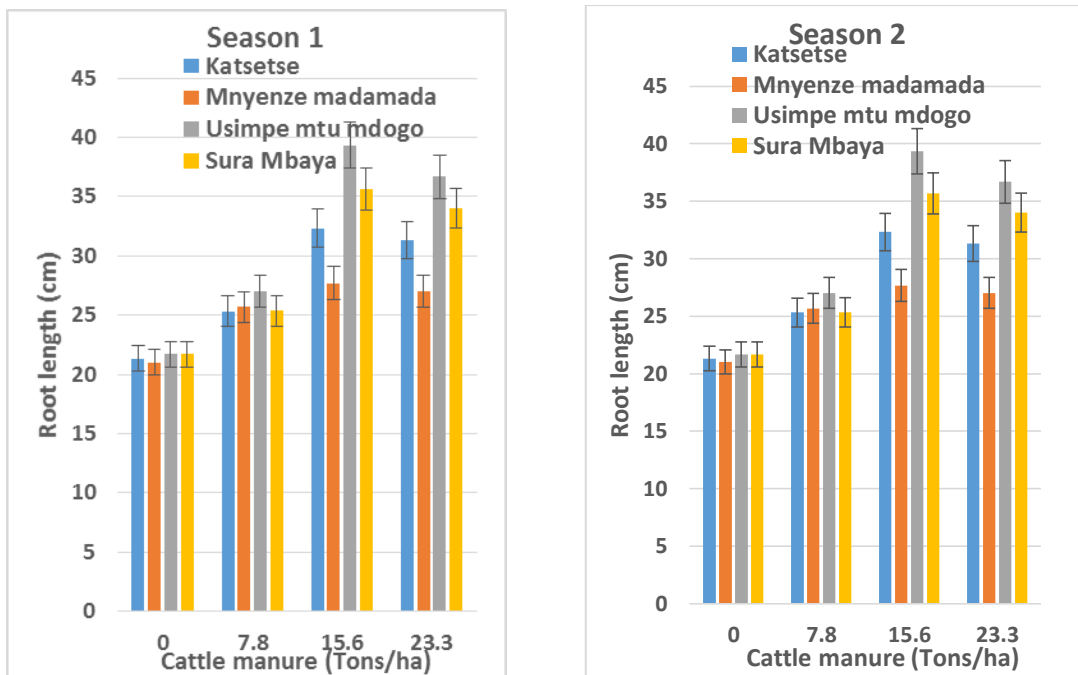 Season 1
Katsetse
Mnyenze madamada
Usimpe mtu mdogo
Sura Mbaya
45
40
35
30
25
20
15
10
5
0
Root length (cm)
0 7.8 15.6 23.3
Cattle manure (Tons/ha)
Season 2
Katsetse
Mnyenze madamada
Usimpe mtu mdogo
Sura Mbaya
45
40
35
30
25
20
15
10
5
0
Root length (cm)
0 7.8 15.6 23.3
Cattle manure (Tons/ha)